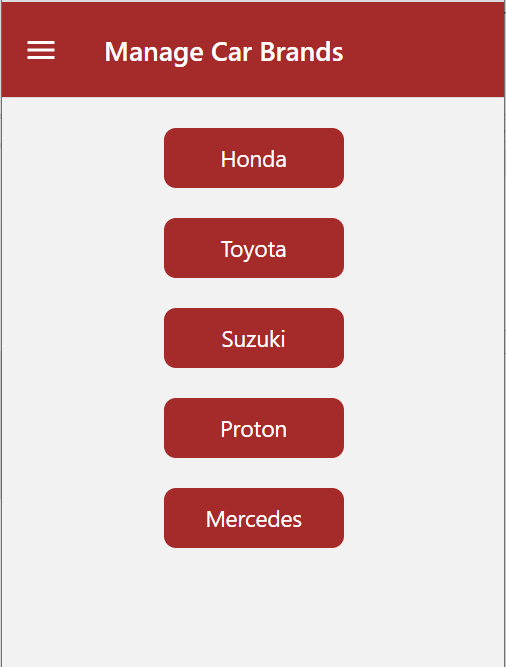 Manage Car Brands
Honda
Toyota
Suzuki
Proton
Mercedes